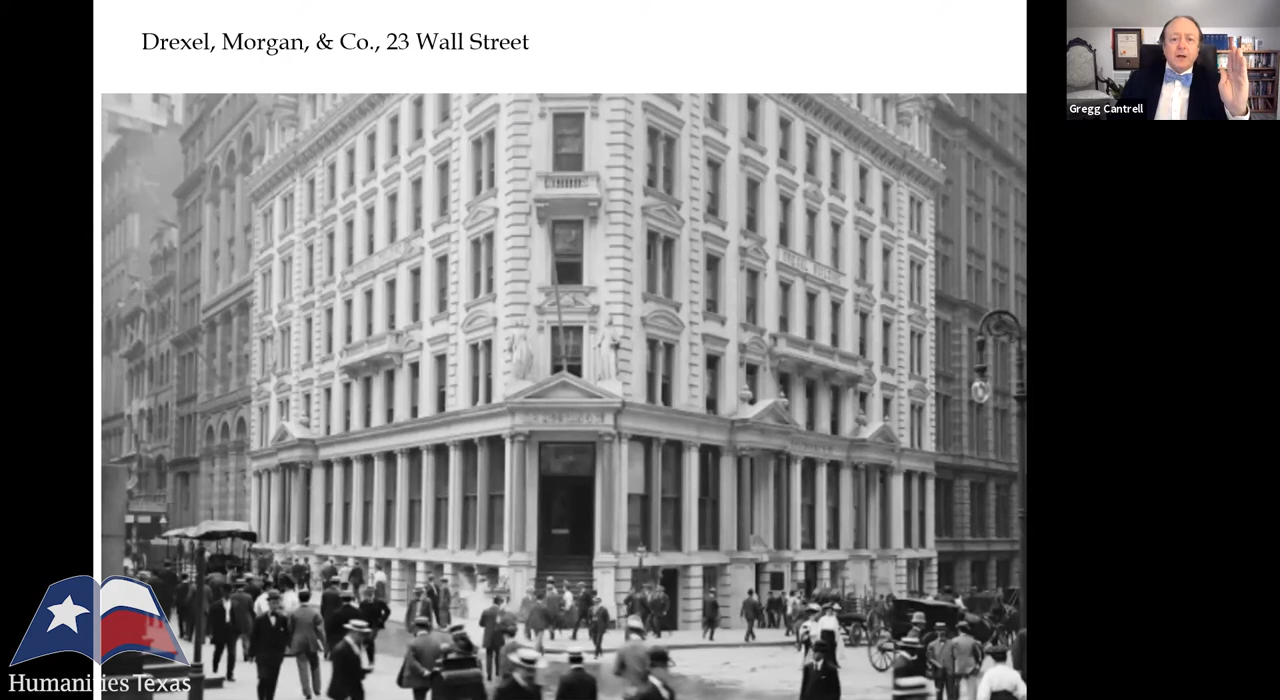 Drexel, Morgan, & Co., 23 Wall Street
Gregg Cantrell
Humanities Texas